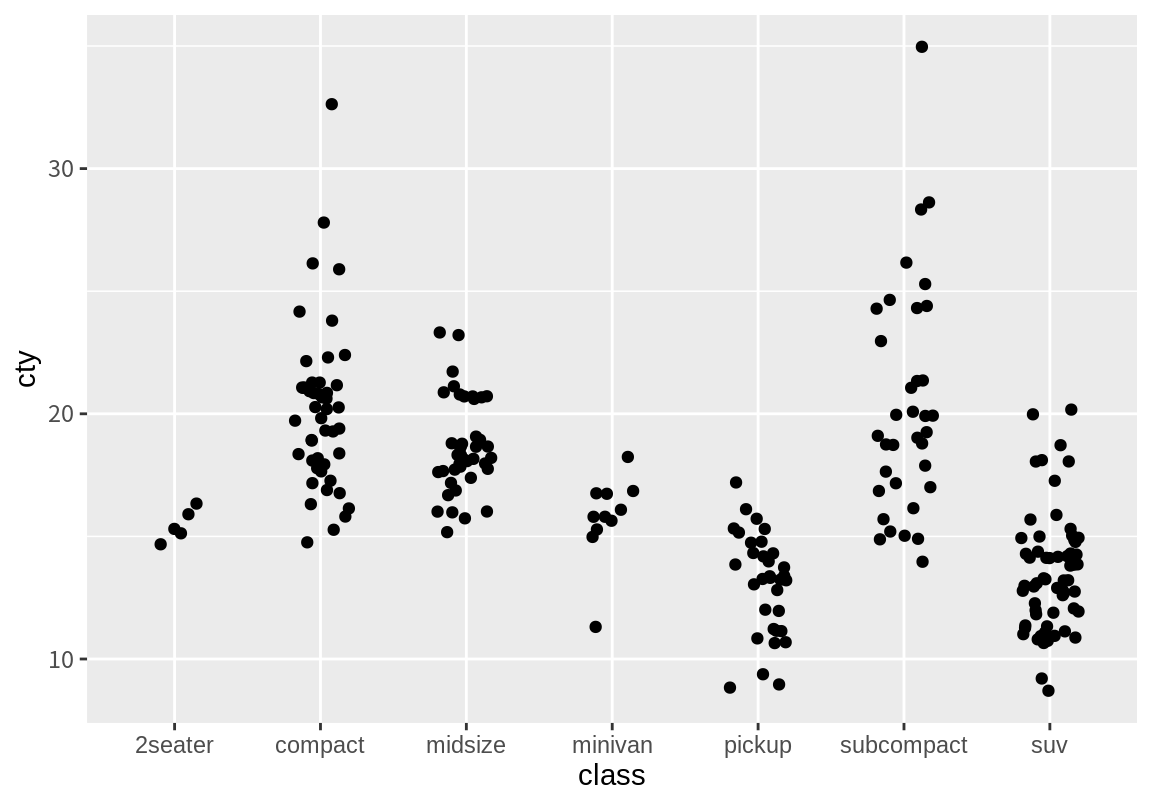 cty
30
20
10
2seater compact midsize minivan pickup subcompact suv
class